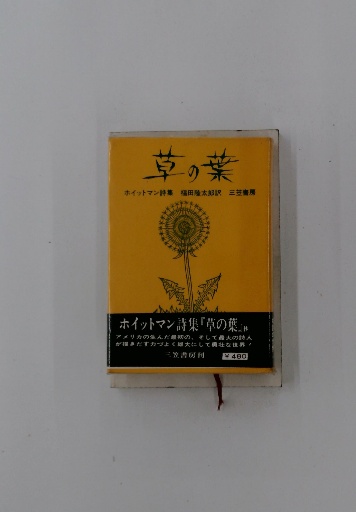 草の葉
ホイットマン詩集 福田陸太郎訳 三笠書房
ホイットマン詩集『草の葉』B
アメリカの生んだ最初の、そして最大の詩人
が描きだす力づよく雄大にして異壮な世界!
三笠書房刊 ¥480